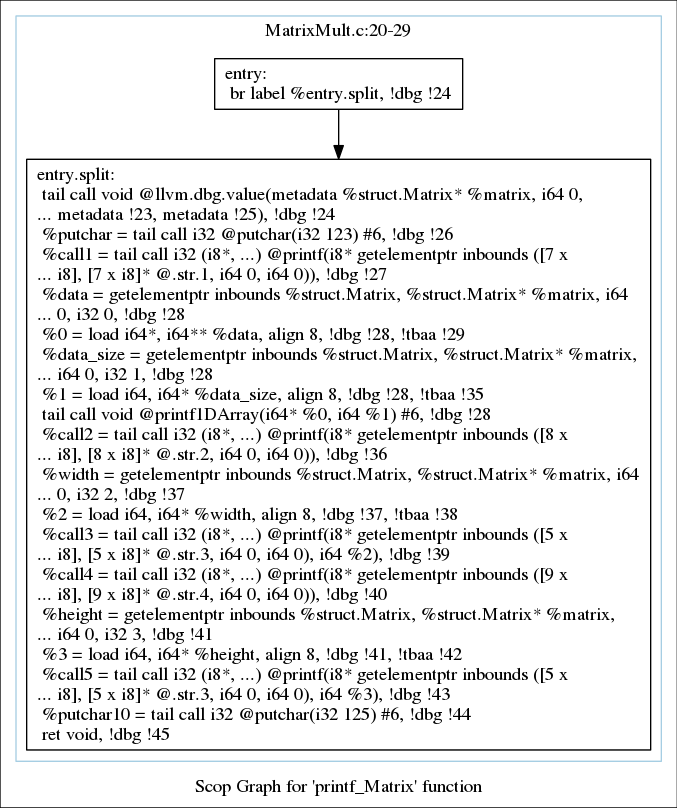 MatrixMult.c:20-29
entry:
br label %entry.split, !dbg !24
entry.split:
tail call void @llvm.dbg.value(metadata %struct.Matrix* %matrix, i64 0,
... metadata !23, metadata !25), !dbg !24
%putchar = tail call i32 @putchar(i32 123) #6, !dbg !26
%call1 = tail call i32 (i8*, ...) @printf(i8* getelementptr inbounds ([7 x
... i8], [7 x i8]* @.str.1, i64 0, i64 0)), !dbg !27
%data = getelementptr inbounds %struct.Matrix, %struct.Matrix* %matrix, i64
... 0, i32 0, !dbg !28
%0 = load i64*, i64** %data, align 8, !dbg !28, !tbaa !29
%data_size = getelementptr inbounds %struct.Matrix, %struct.Matrix* %matrix,
... i64 0, i32 1, !dbg !28
%1 = load i64, i64* %data_size, align 8, !dbg !28, !tbaa !35
tail call void @printf1DArray(i64* %0, i64 %1) #6, !dbg !28
%call2 = tail call i32 (i8*, ...) @printf(i8* getelementptr inbounds ([8 x
... i8], [8 x i8]* @.str.2, i64 0, i64 0)), !dbg !36
%width = getelementptr inbounds %struct.Matrix, %struct.Matrix* %matrix, i64
... 0, i32 2, !dbg !37
%2 = load i64, i64* %width, align 8, !dbg !37, !tbaa !38
%call3 = tail call i32 (i8*, ...) @printf(i8* getelementptr inbounds ([5 x
... i8], [5 x i8]* @.str.3, i64 0, i64 0), i64 %2), !dbg !39
%call4 = tail call i32 (i8*, ...) @printf(i8* getelementptr inbounds ([9 x
... i8], [9 x i8]* @.str.4, i64 0, i64 0)), !dbg !40
%height = getelementptr inbounds %struct.Matrix, %struct.Matrix* %matrix,
... i64 0, i32 3, !dbg !41
%3 = load i64, i64* %height, align 8, !dbg !41, !tbaa !42
%call5 = tail call i32 (i8*, ...) @printf(i8* getelementptr inbounds ([5 x
... i8], [5 x i8]* @.str.3, i64 0, i64 0), i64 %3), !dbg !43
%putchar10 = tail call i32 @putchar(i32 125) #6, !dbg !44
ret void, !dbg !45
Scop Graph for 'printf_Matrix' function